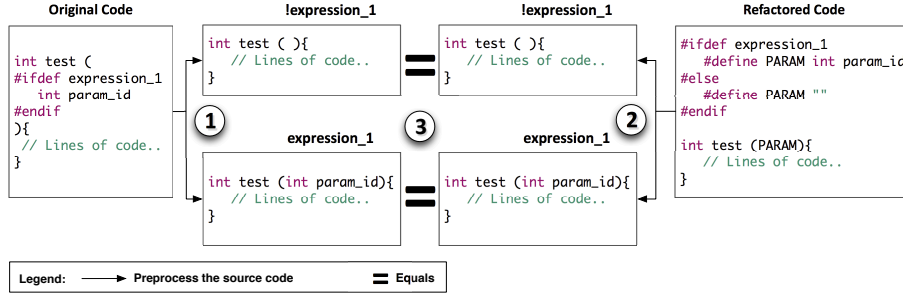 Original Code
int test (
#ifdef expression_1
int param_id
#endif
){
// Lines of code..
}
1
!expression_1
int test ( ){
// Lines of code..
}
expression_1
int test (int param_id){
// Lines of code..
}
=
3
=
!expression_1
int test ( ){
// Lines of code..
}
expression_1
int test (int param_id){
// Lines of code..
}
2
Refactored Code
#ifdef expression_1
#define PARAM int param_id
#else
#define PARAM ""
#endif
int test (PARAM){
// Lines of code..
}
Legend: Preprocess the source code = Equals